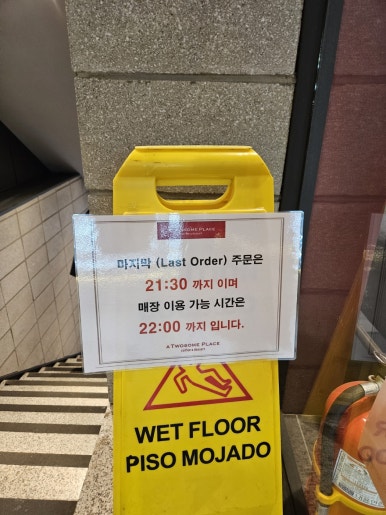 A TWOSOME PLACE
마지막 (Last Order) 주문은
21:30 까지 이며
매장 이용 가능 시간은
22:00 까지 입니다.
A TWOSOME PLACE
WET FLOOR
PISO MOJADO